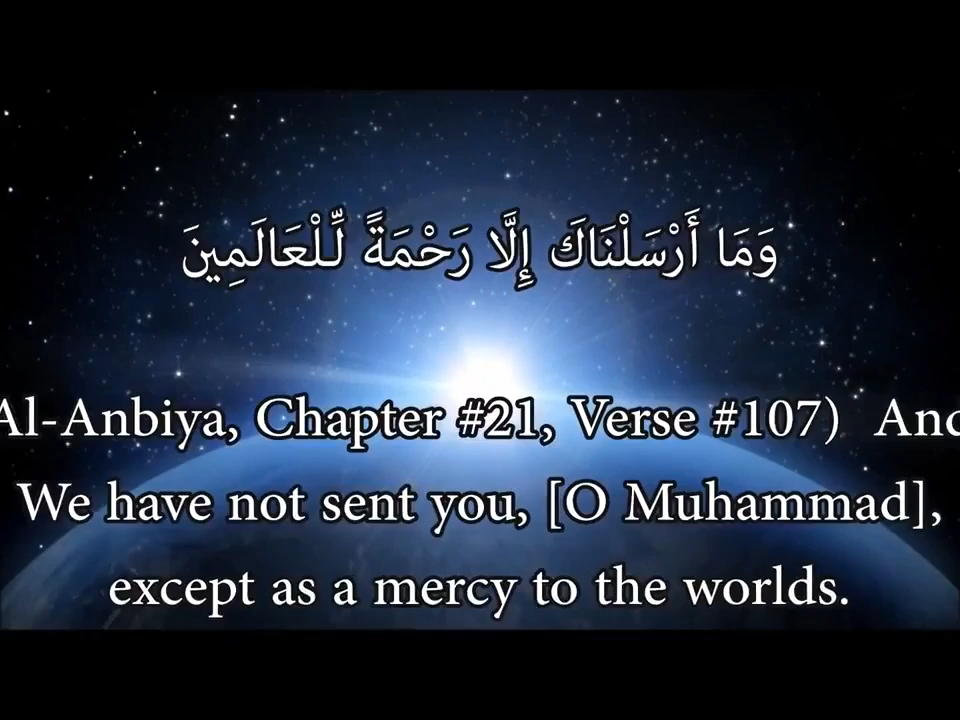 وَمَا أَرْسَلْنَاكَ إِلَّا رَحْمَةً لِّلْعَالَمِينَ
Al-Anbiya, Chapter #21, Verse #107) And
We have not sent you, [O Muhammad],
except as a mercy to the worlds.